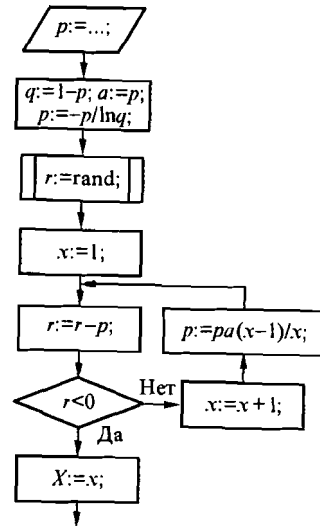 p:=...;
q:=1–p; a:=p;
p:=–p/lnq;
r:=rand;
x:=1;
r:=r–p;
p:=pa(x–1)/x;
r<0
Нет
x:=x+1;
Да
X:=x;